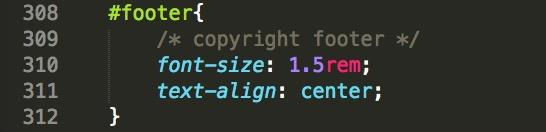 308 #footer{
309 /* copyright footer */
310 font-size: 1.5rem;
311 text-align: center;
312 }